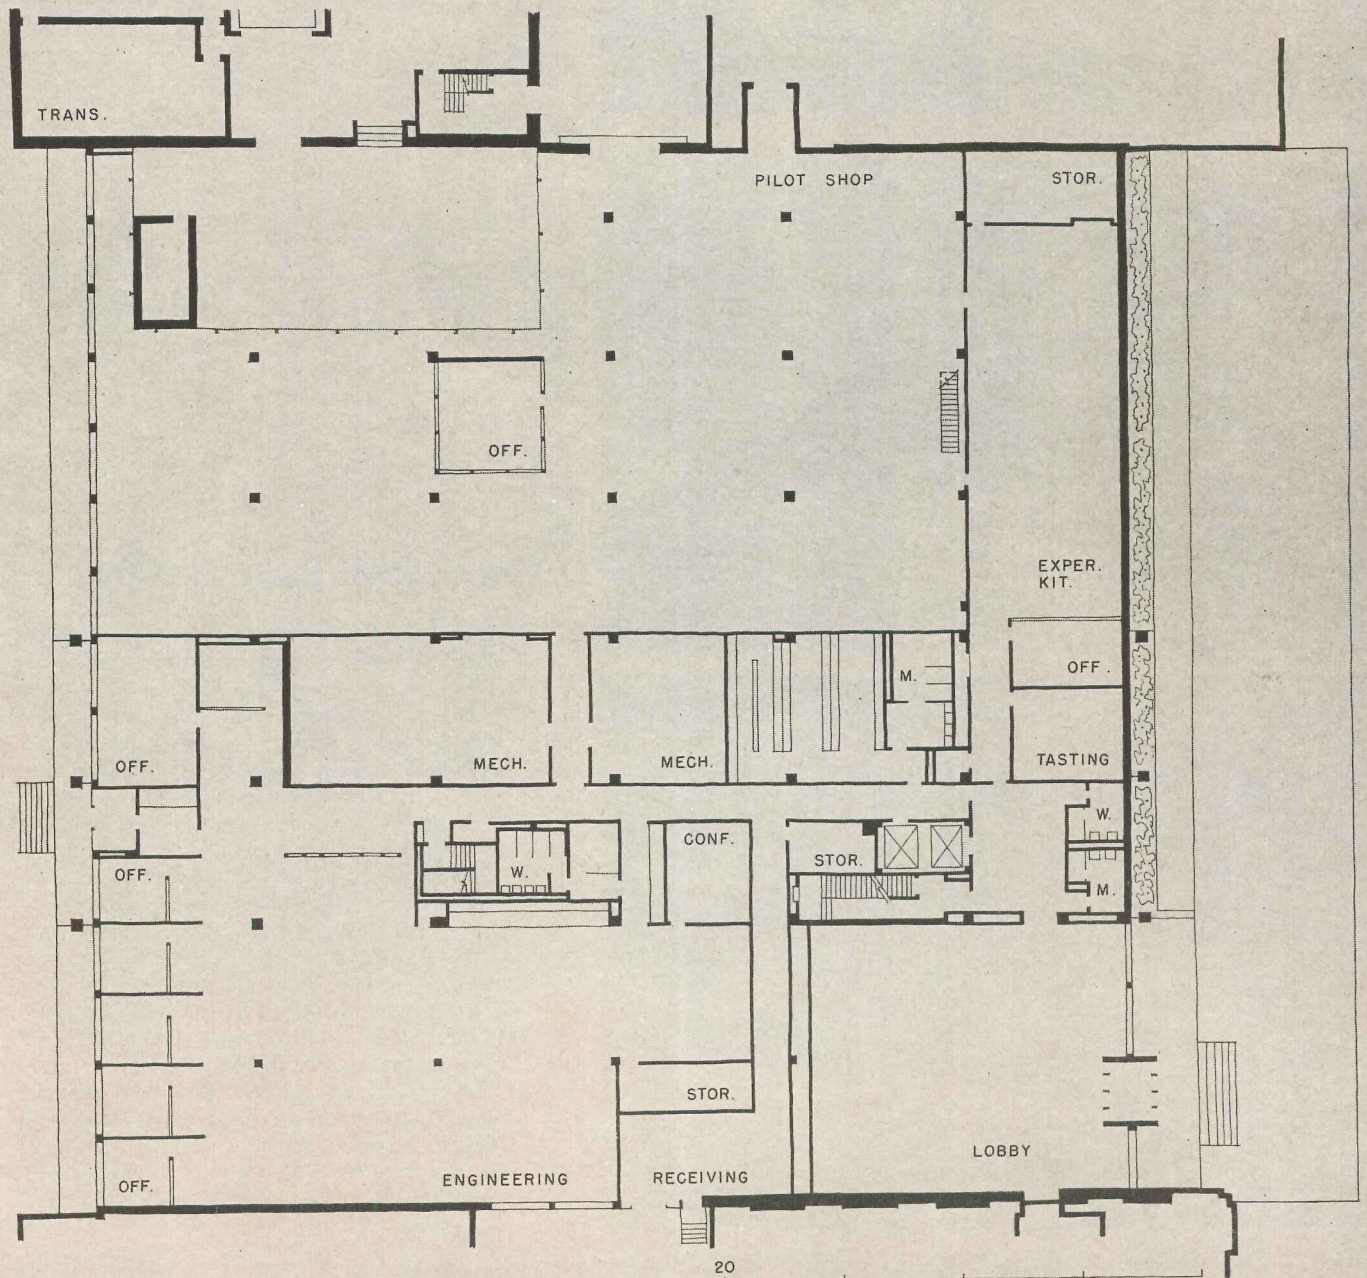 TRANS.
PILOT SHOP
STOR.
OFF.
EXPER.
KIT.
OFF.
M.
TASTING
OFF.
MECH.
MECH.
W.
CONF.
STOR.
W.
OFF.
M.
STOR.
LOBBY
OFF.
ENGINEERING
RECEIVING
20